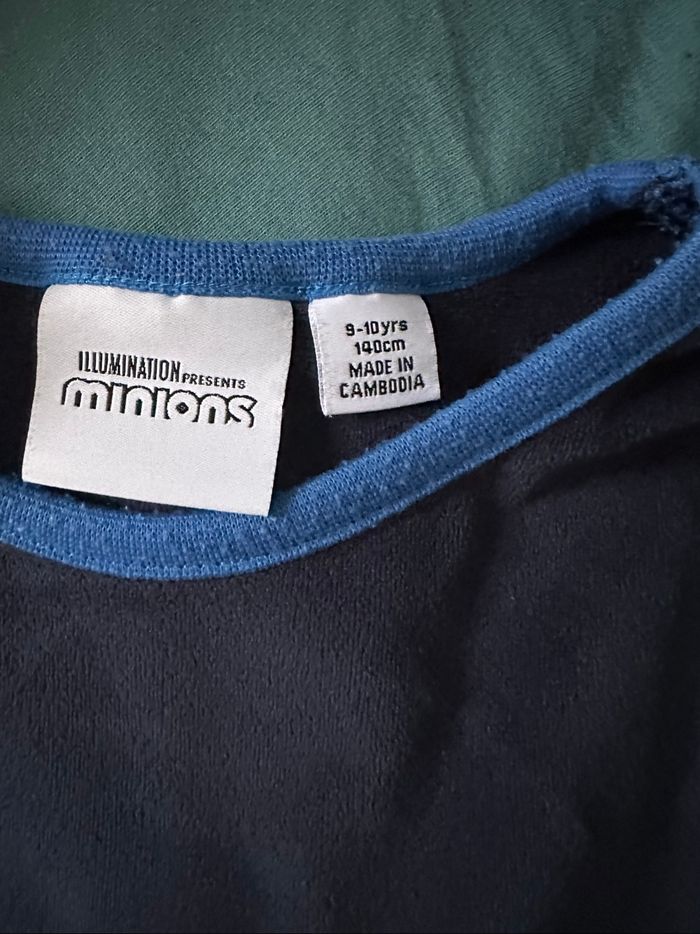 ILLUMINATION PRESENTS
minions
9-10yrs
140cm
MADE IN
CAMBODIA